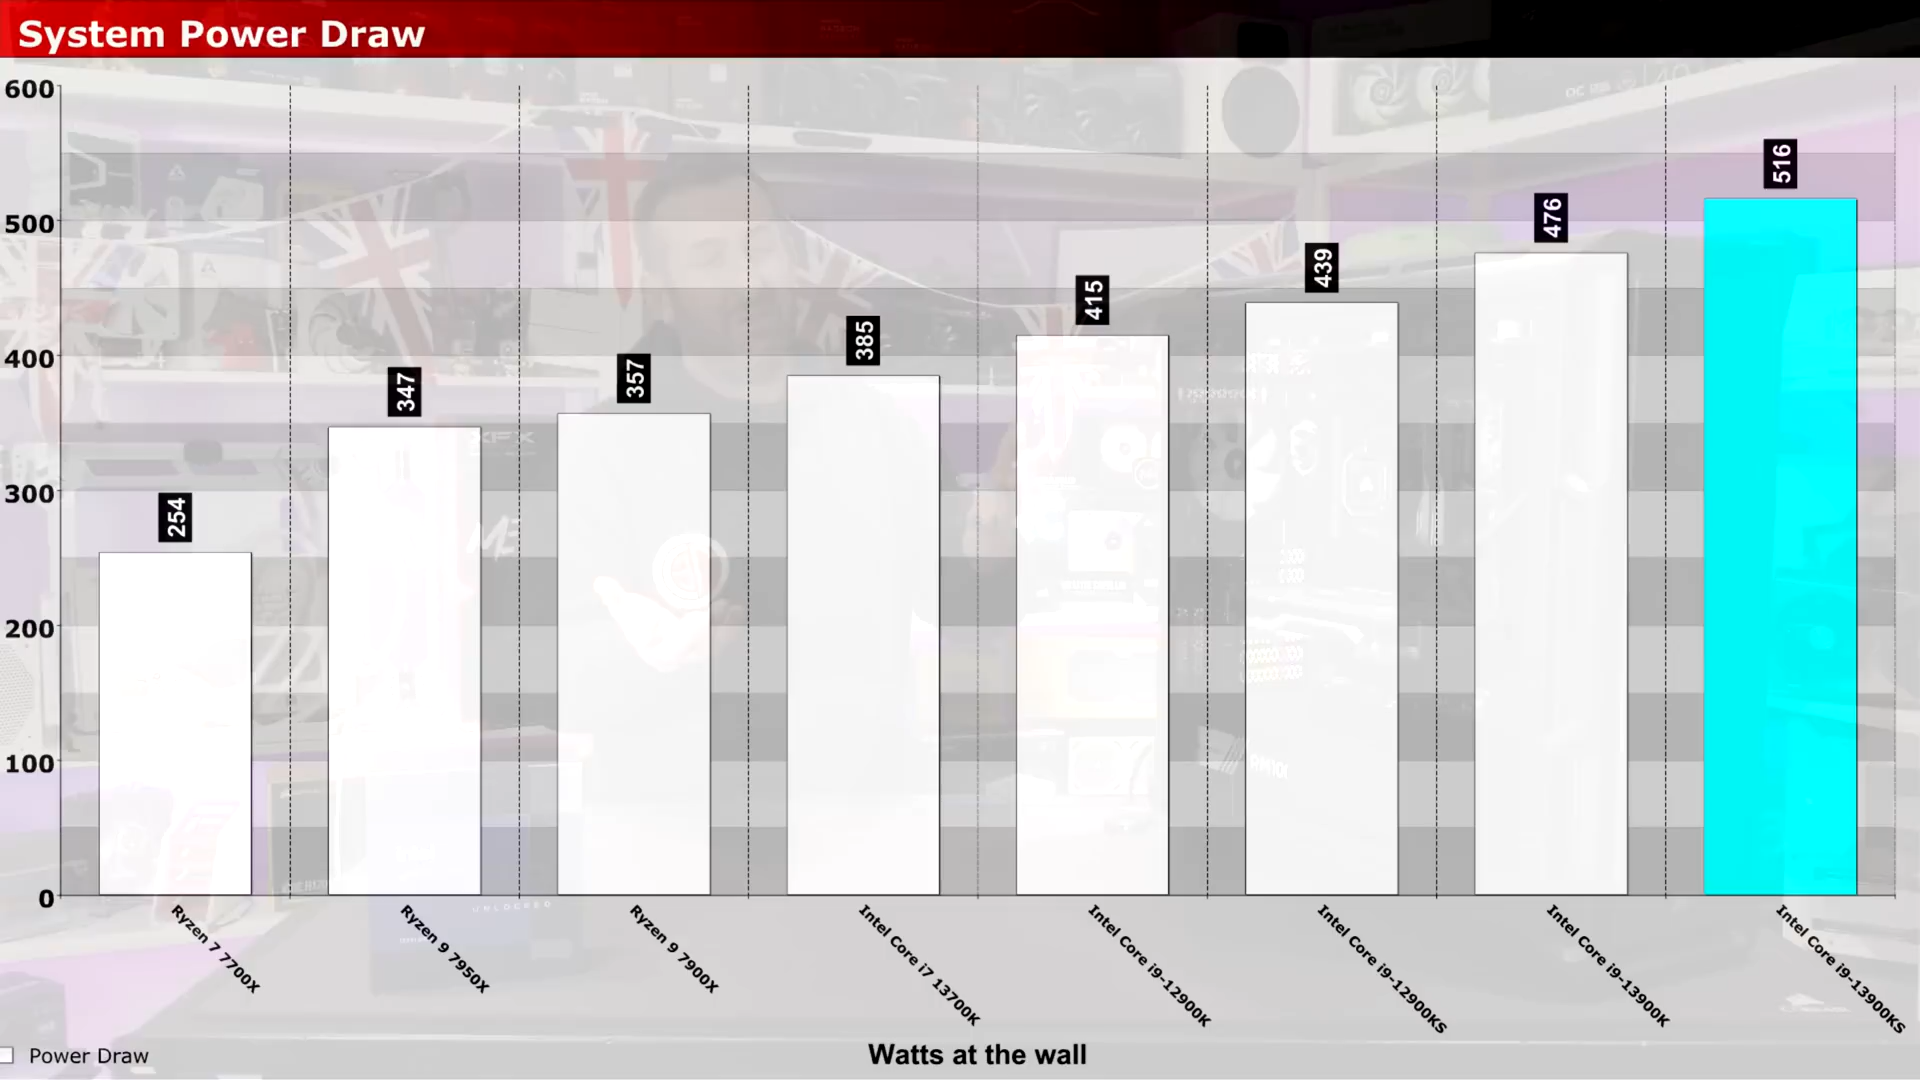 System Power Draw
600
500
400
300
200
100
0
254
347
357
385
415
439
476
516
Ryzen 7 7700X
Ryzen 9 7950X
Ryzen 9 7900X
Intel Core i7 13700K
Intel Core i9-12900K
Intel Core i9-12900KS
Intel Core i9-13900K
Intel Core i9-13900KS
Power Draw
Watts at the wall
XFX
UNLOCKED